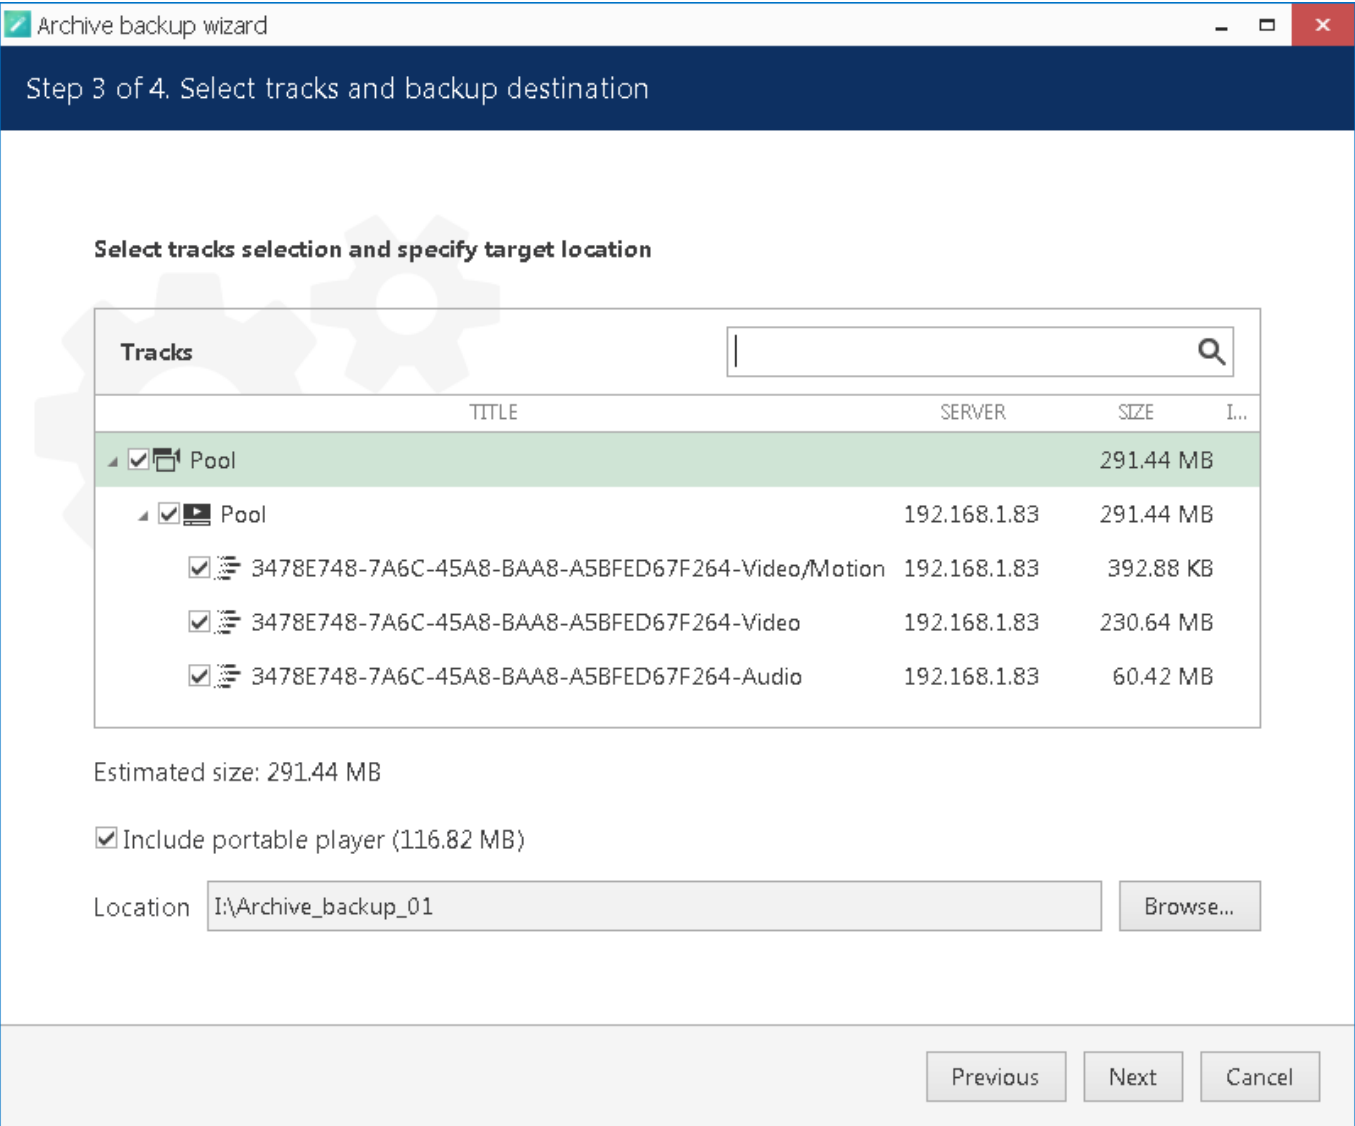 Archive backup wizard
Step 3 of 4. Select tracks and backup destination
Select tracks selection and specify target location
Tracks
TITLE SERVER SIZE I...
Pool 291.44 MB
Pool 192.168.1.83 291.44 MB
3478E748-7A6C-45A8-BAA8-A5BFED67F264-Video/Motion 192.168.1.83 392.88 KB
3478E748-7A6C-45A8-BAA8-A5BFED67F264-Video 192.168.1.83 230.64 MB
3478E748-7A6C-45A8-BAA8-A5BFED67F264-Audio 192.168.1.83 60.42 MB
Estimated size: 291.44 MB
Include portable player (116.82 MB)
Location I:\Archive_backup_01 Browse...
Previous Next Cancel